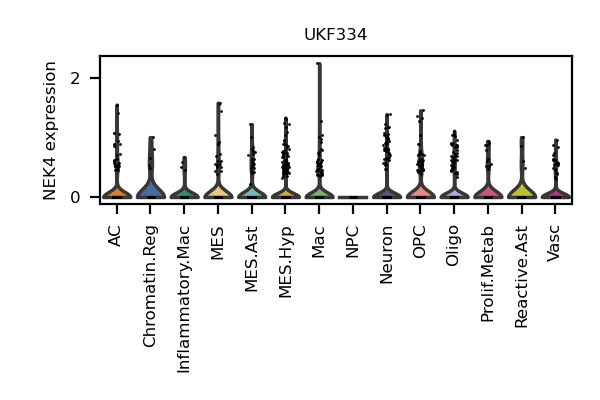 UKF334
NEK4 expression
2
0
AC
Chromatin.Reg
Inflammatory.Mac
MES
MES.Ast
MES.Hyp
Mac
NPC
Neuron
OPC
Oligo
Prolif.Metab
Reactive.Ast
Vasc